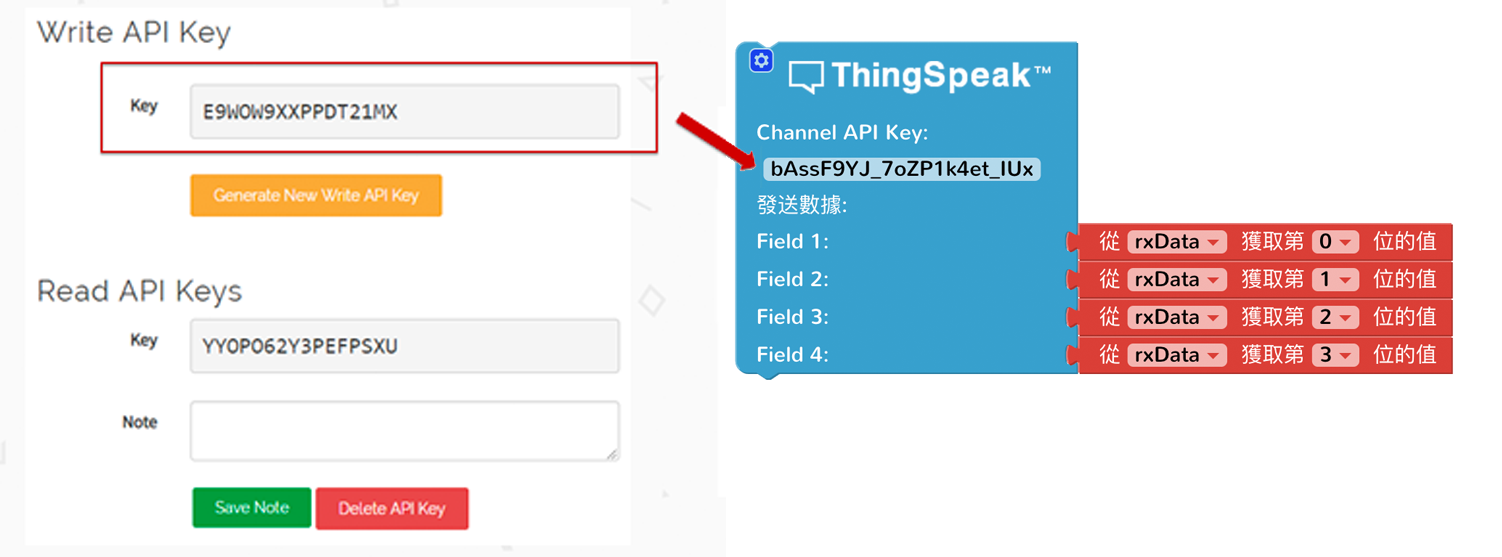 Write API Key
Key E9WOW9XXPPDT21MX
Generate New Write API Key
Read API Keys
Key YYOPO62Y3PEFPSXU
Note
Save Note Delete API Key
ThingSpeak™
Channel API Key:
bAssF9YJ_7oZP1k4et_IUx
發送數據:
Field 1: 從 rxData 獲取第 0 位的值
Field 2: 從 rxData 獲取第 1 位的值
Field 3: 從 rxData 獲取第 2 位的值
Field 4: 從 rxData 獲取第 3 位的值